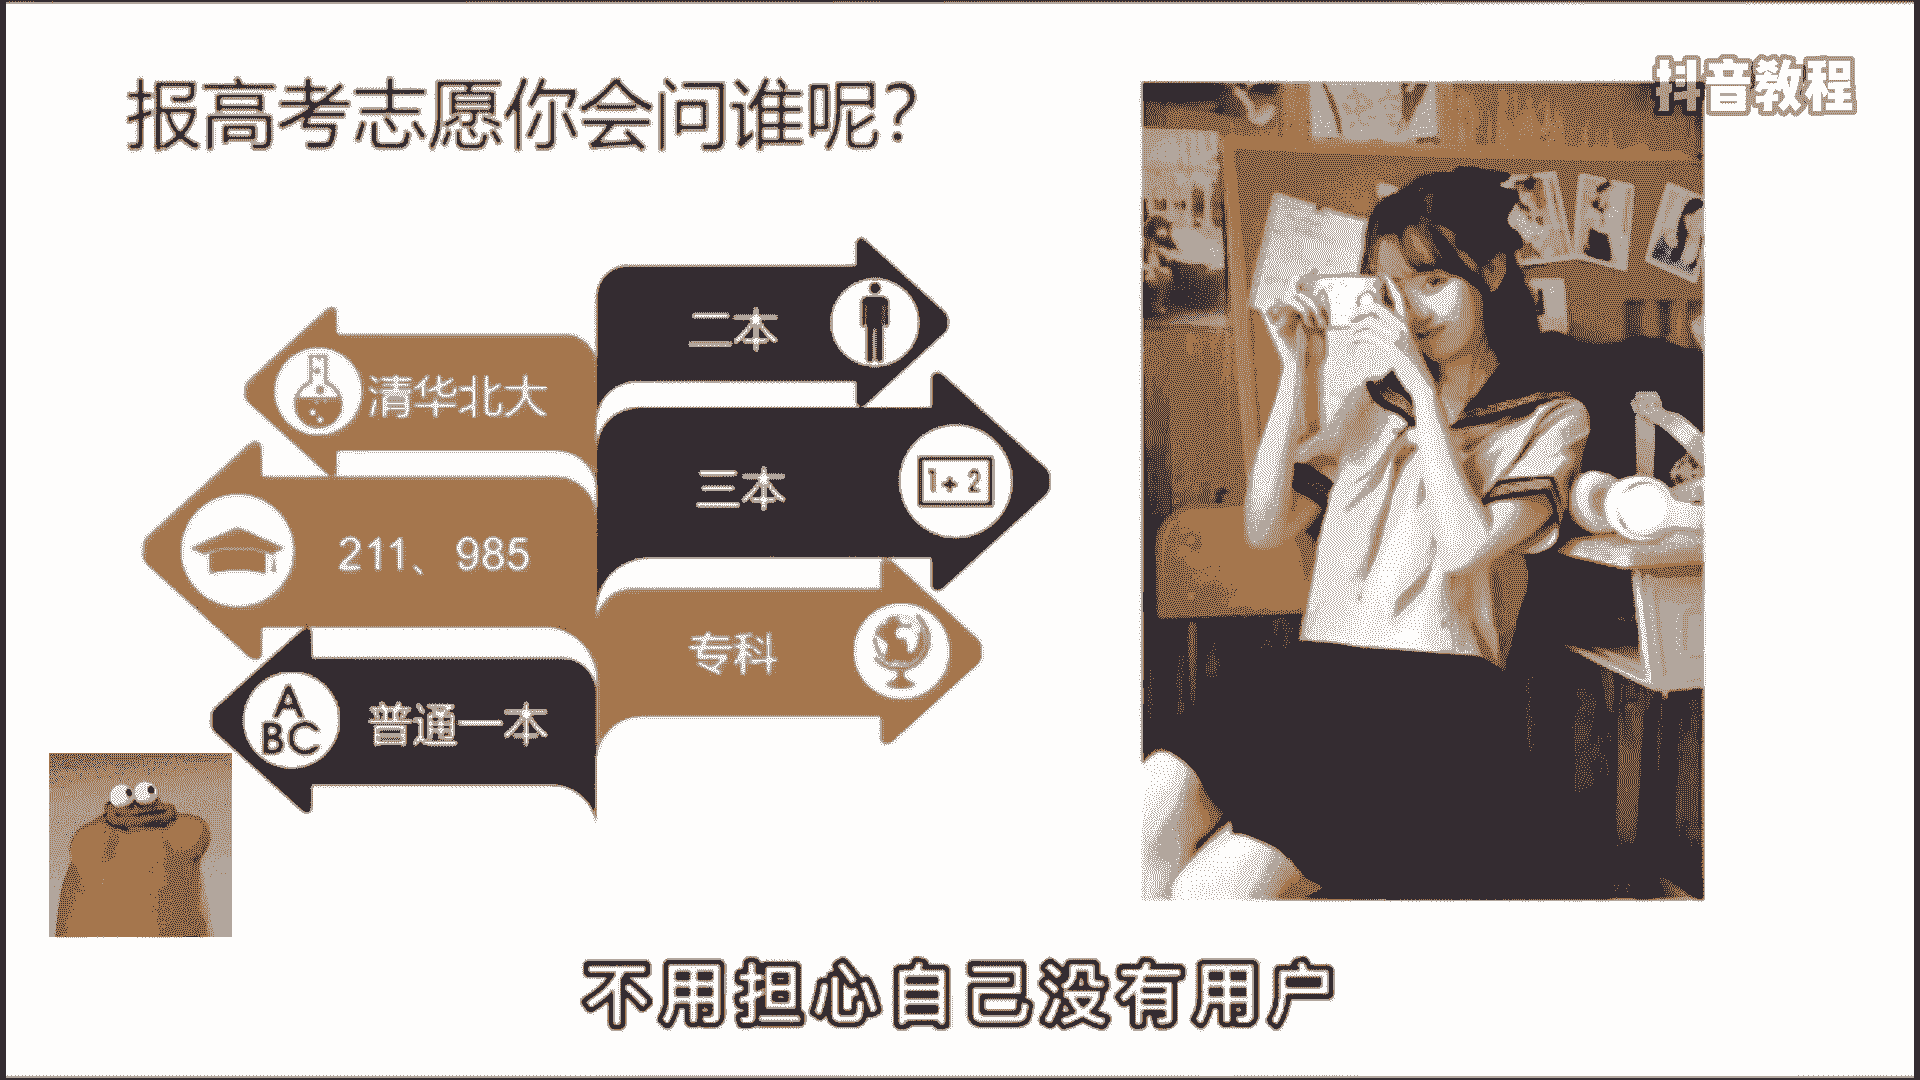 抖音教程
报高考志愿你会问谁呢？
二本
清华北大
三本
1+2
211、985
专科
普通一本
A
BC
不用担心自己没有用户